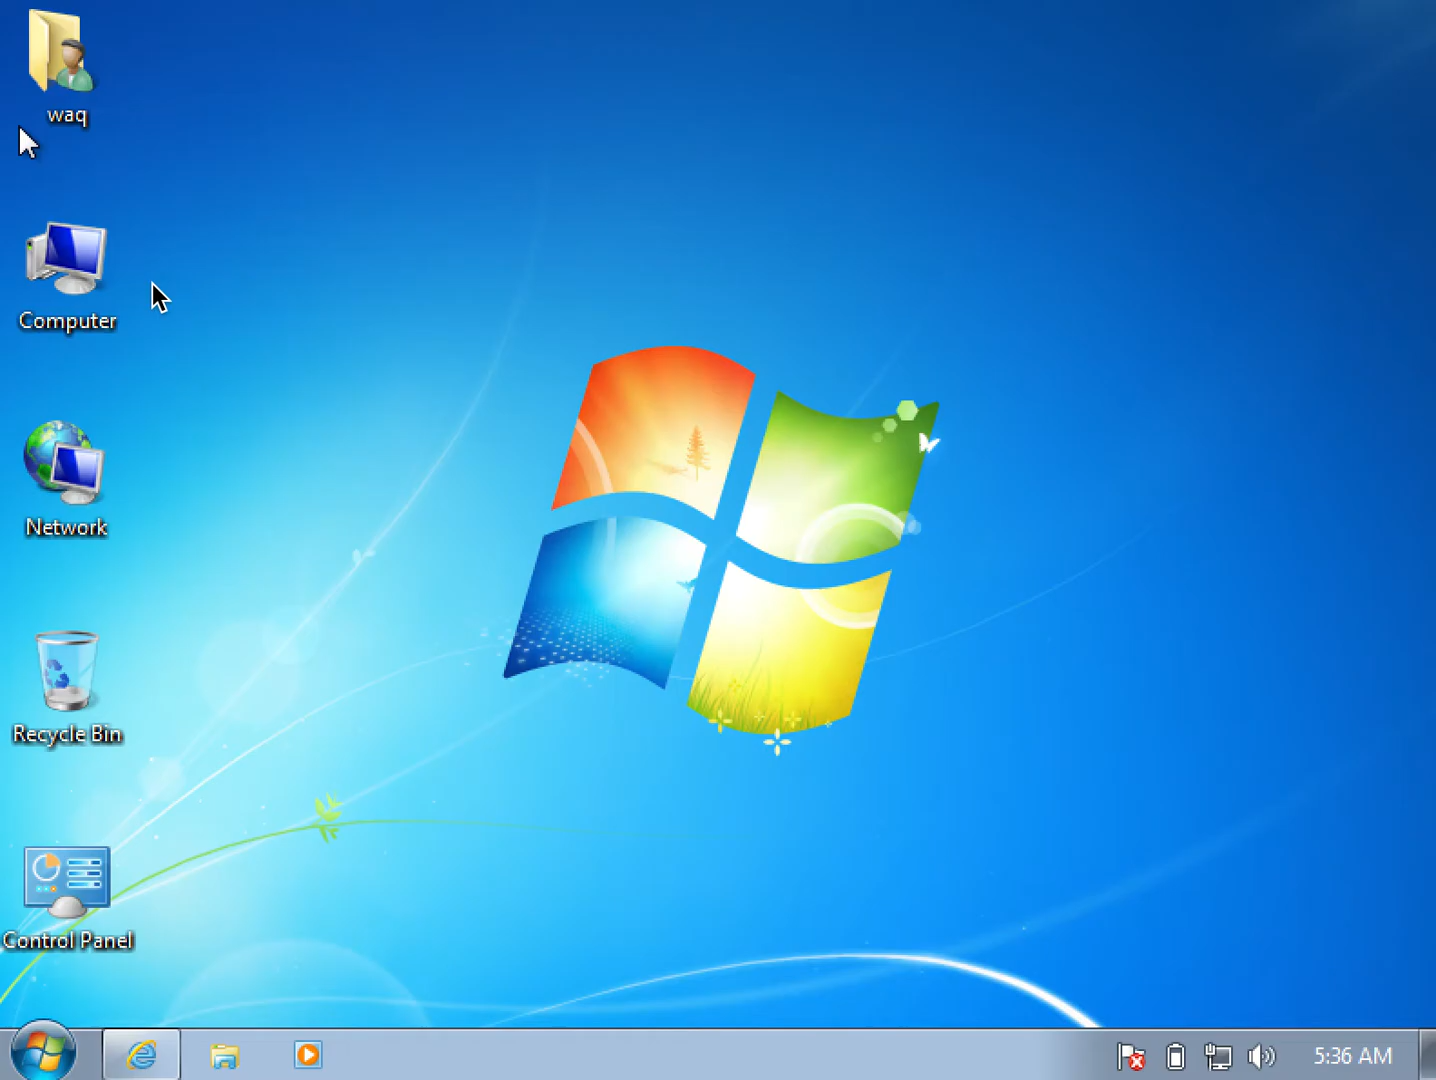 waq
Computer
Network
Recycle Bin
Control Panel
5:36 AM